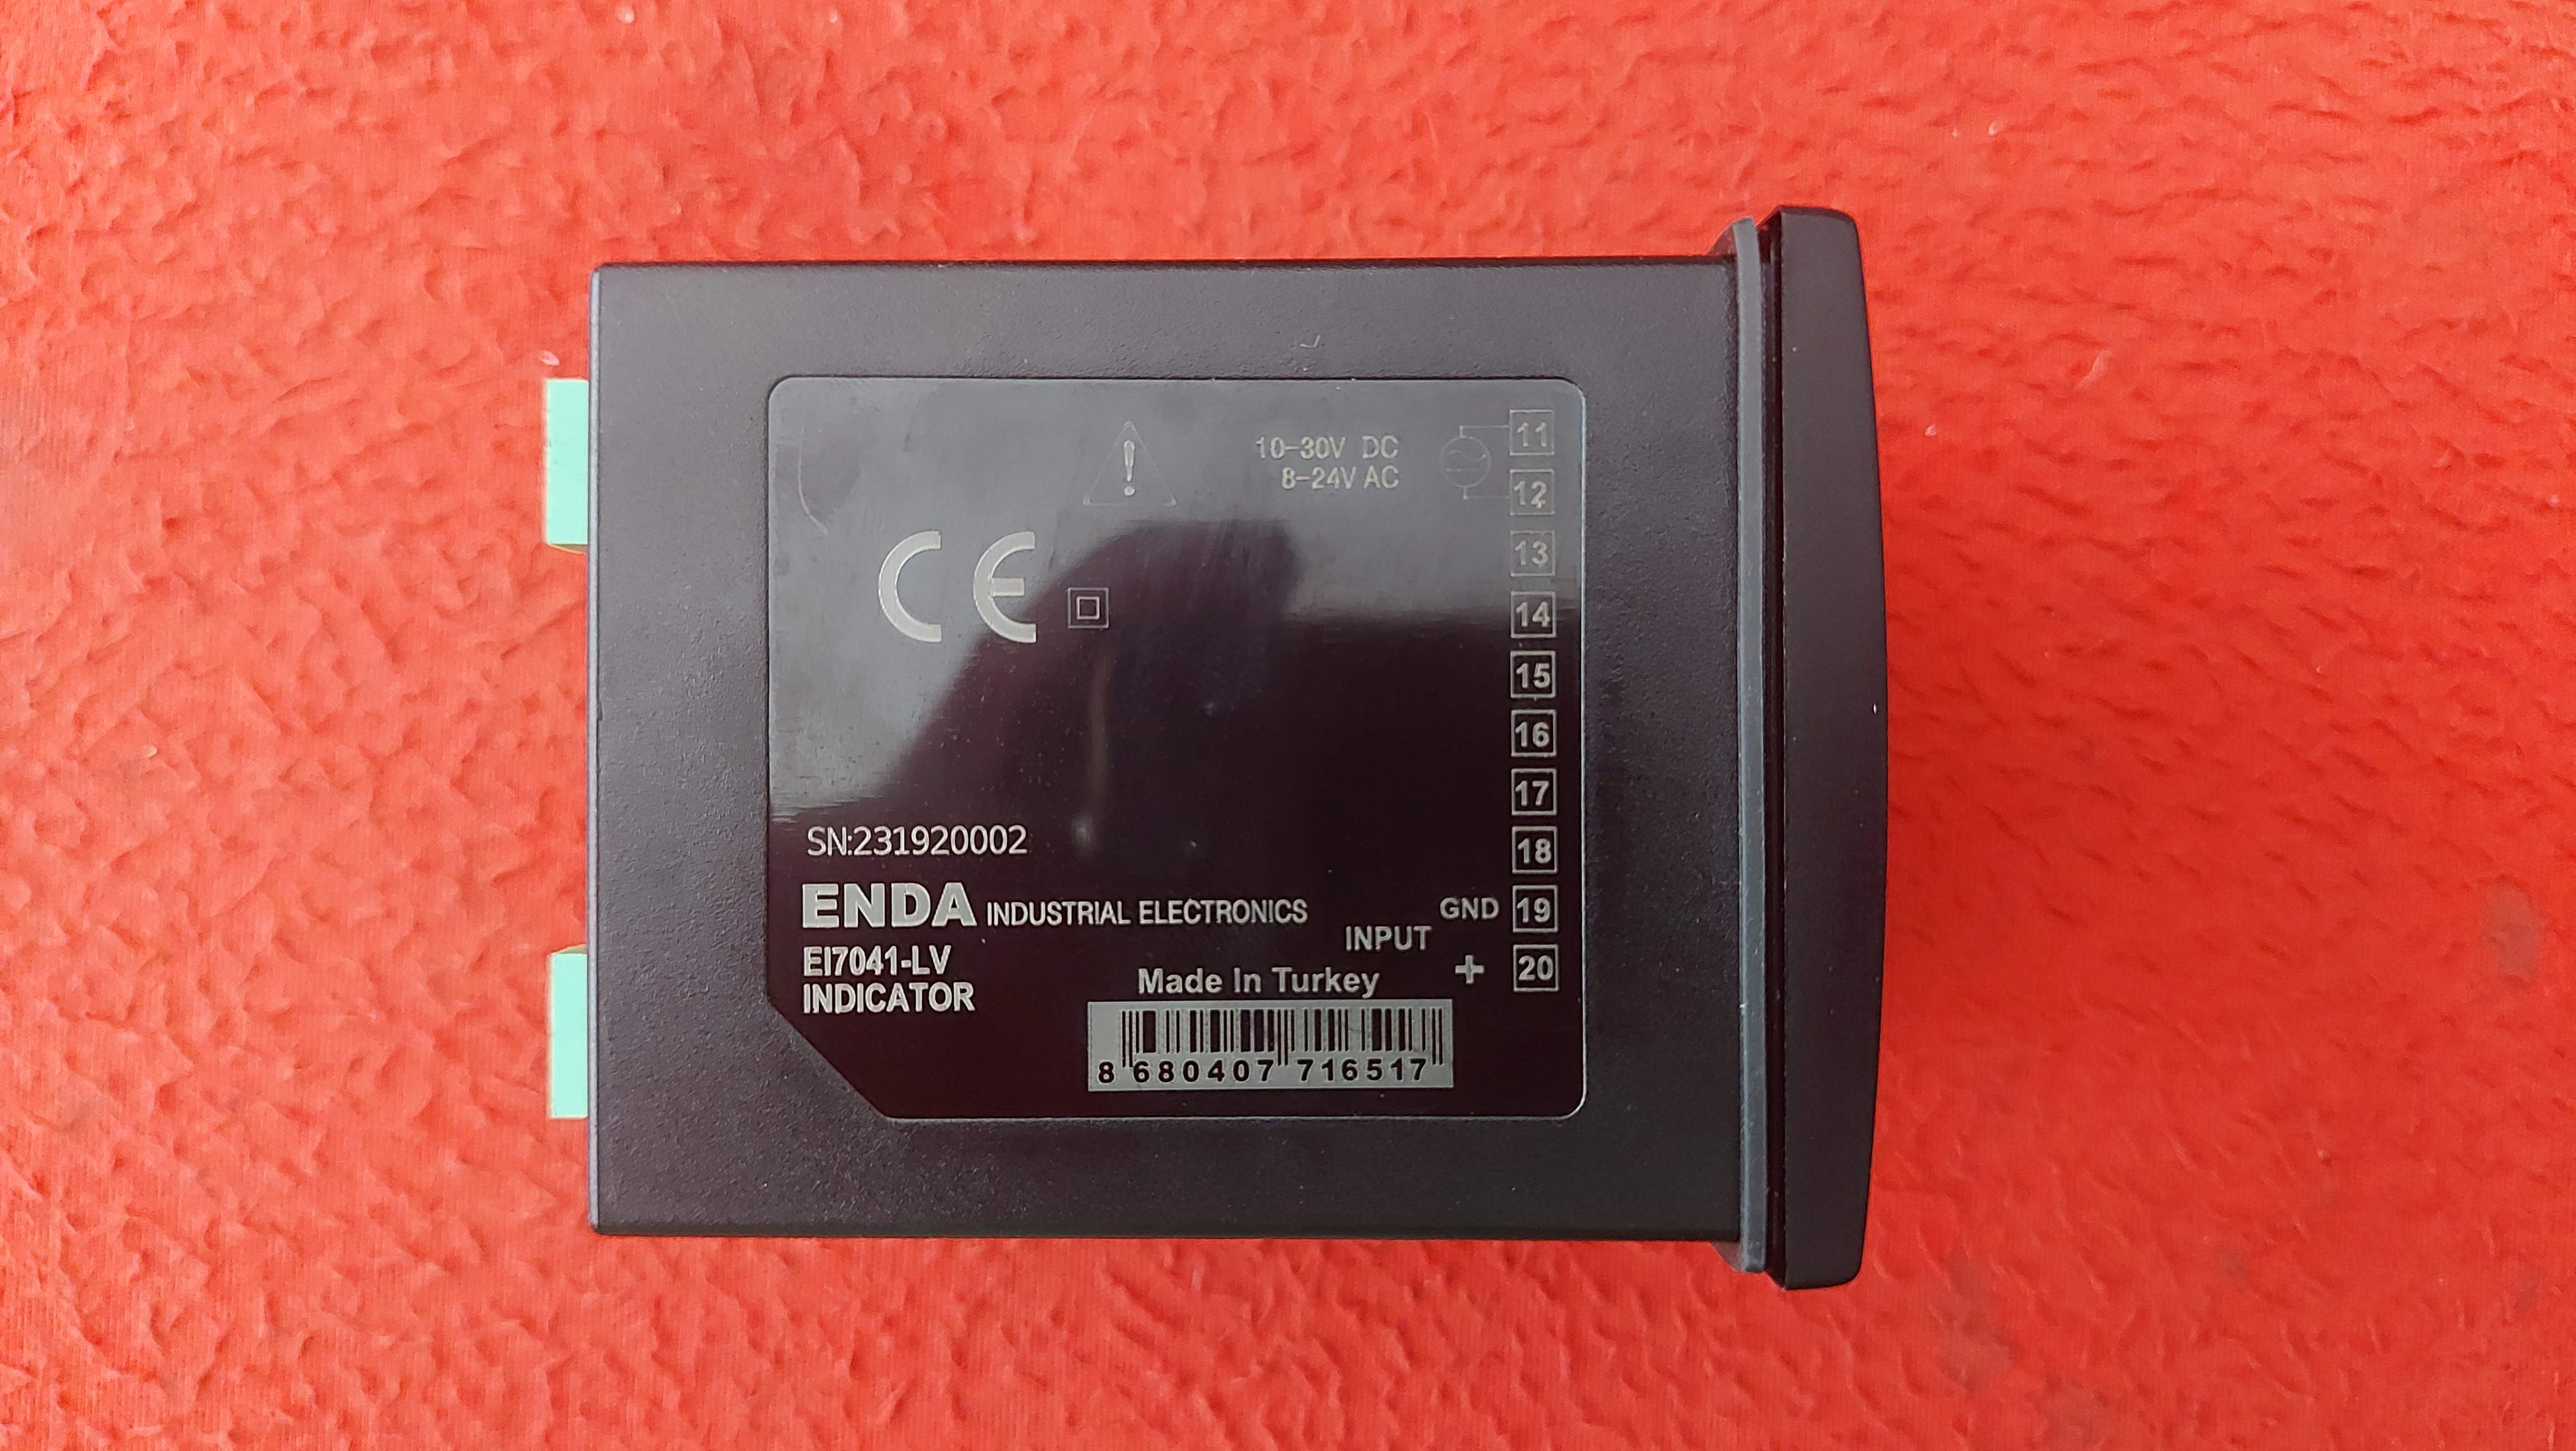 10-30V DC
8-24V AC
11
12
13
14
15
16
17
18
GND 19
INPUT
+ 20
CE
SN:231920002
ENDA INDUSTRIAL ELECTRONICS
EI7041-LV
INDICATOR
Made In Turkey
8 680407 716517